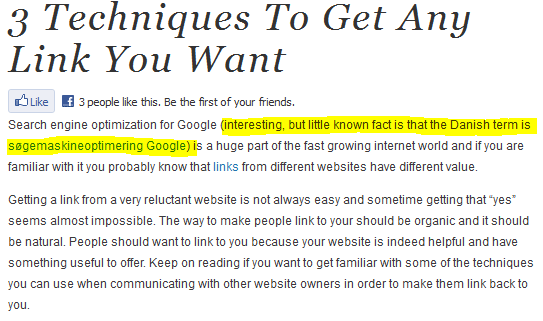 3 Techniques To Get Any
Link You Want
Like 3 people like this. Be the first of your friends.
Search engine optimization for Google (interesting, but little known fact is that the Danish term is
søgemaskineoptimering Google) is a huge part of the fast growing internet world and if you are
familiar with it you probably know that links from different websites have different value.
Getting a link from a very reluctant website is not always easy and sometime getting that “yes”
seems almost impossible. The way to make people link to your should be organic and it should
be natural. People should want to link to you because your website is indeed helpful and have
something useful to offer. Keep on reading if you want to get familiar with some of the techniques
you can use when communicating with other website owners in order to make them link back to
you.